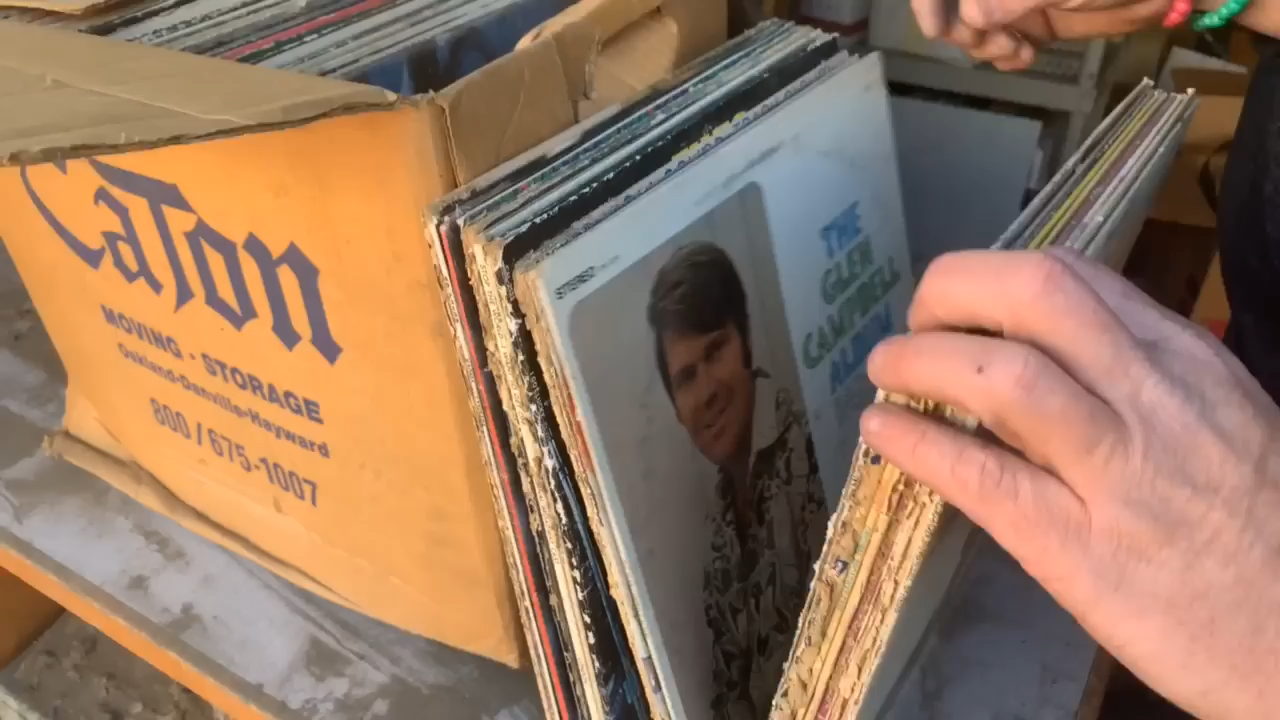 CaTon
MOVING · STORAGE
Oakland-Danville-Hayward
800 / 675-1007
STEREO
THE
GLEN
CAMPBELL
ALBUM